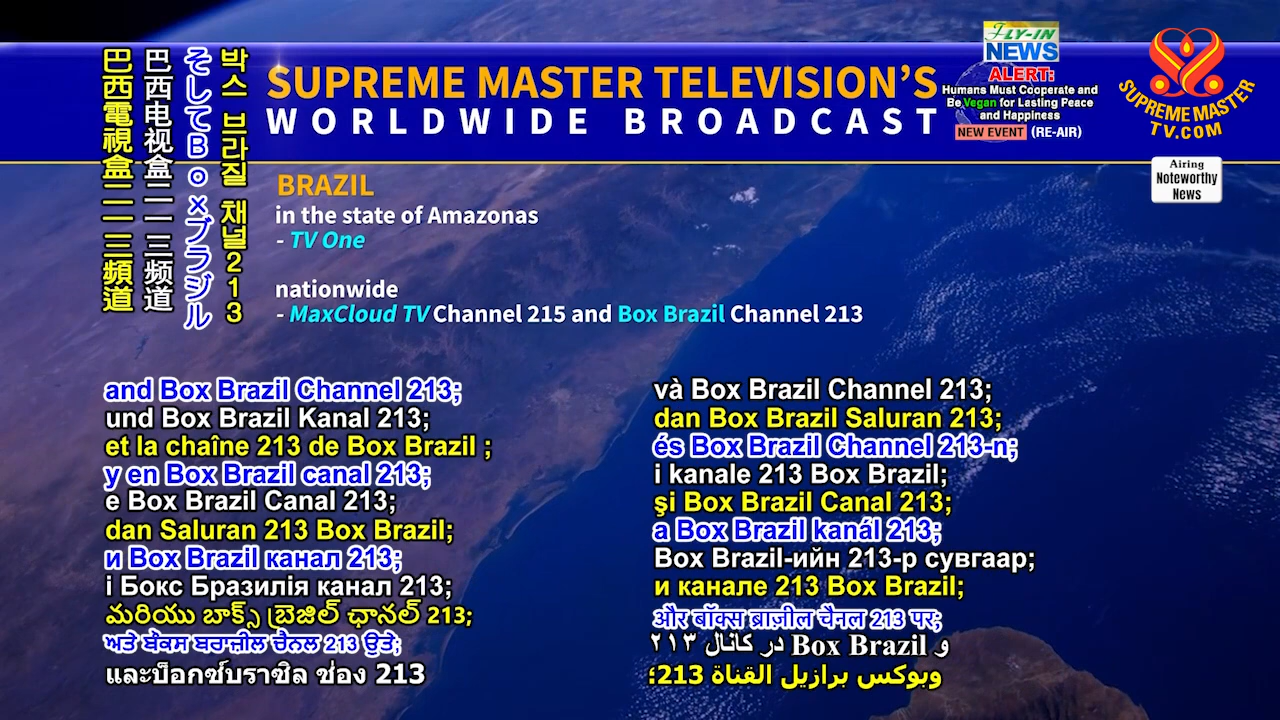 巴西電視盒二一三頻道
巴西电视盒二一三频道
そしてBoxブラジル
박스 브라질 채널213
SUPREME MASTER TELEVISION'S
WORLDWIDE BROADCAST
FLY-IN
NEWS
ALERT:
Humans Must Cooperate and
Be Vegan for Lasting Peace
and Happiness
NEW EVENT (RE-AIR)
SUPREME MASTER
TV.COM
Airing
Noteworthy
News
BRAZIL
in the state of Amazonas
- TV One
nationwide
- MaxCloud TV Channel 215 and Box Brazil Channel 213
and Box Brazil Channel 213;
und Box Brazil Kanal 213;
et la chaîne 213 de Box Brazil ;
y en Box Brazil canal 213;
e Box Brazil Canal 213;
dan Saluran 213 Box Brazil;
и Box Brazil канал 213;
і Бокс Бразилія канал 213;
మరియు బాక్స్ బ్రెజిల్ ఛానల్ 213;
ਅਤੇ ਬੌਕਸ ਬਰਾਜ਼ੀਲ ਚੈਨਲ 213 ਉਤੇ;
และบ็อกซ์บราซิล ช่อง 213
và Box Brazil Channel 213;
dan Box Brazil Saluran 213;
és Box Brazil Channel 213-n;
i kanale 213 Box Brazil;
şi Box Brazil Canal 213;
a Box Brazil kanál 213;
Box Brazil-ийн 213-р сувгаар;
и канале 213 Box Brazil;
और बॉक्स ब्राज़ील चैनल 213 पर;
و Box Brazil در کانال ۲۱۳
وبوكس برازيل القناة 213؛